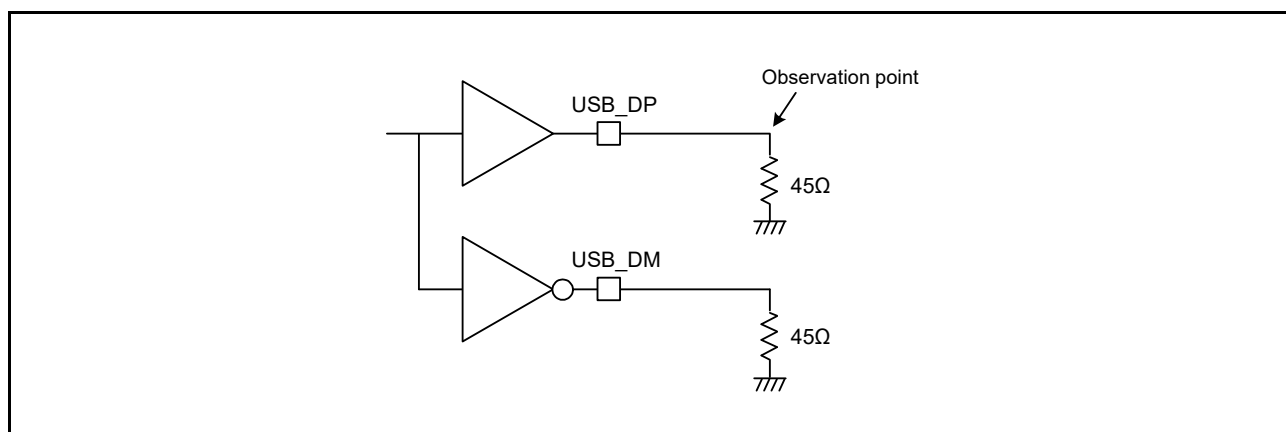 Observation point
USB_DP
45Ω
USB_DM
45Ω